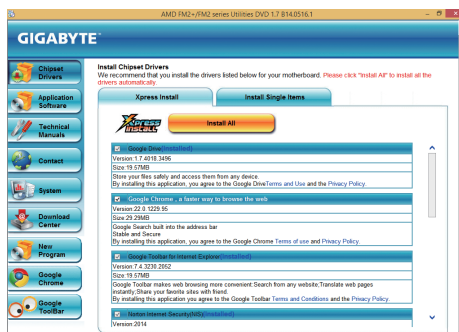 AMD FM2+/FM2 series Utilities DVD 1.7 B14.0516.1
GIGABYTE™
Chipset
Drivers
Application
Software
Technical
Manuals
Contact
System
Download
Center
New
Program
Google
Chrome
Google
ToolBar
Install Chipset Drivers
We recommend that you install the drivers listed below for your motherboard. Please click "Install All" to install all the
drivers automatically.
Xpress Install
Install Single Items
Xpress
INSTALL
Install All
Google Drive(Installed)
Version:1.7.4018.3496
Size:19.57MB
Store your files safely and access them from any device.
By installing this application, you agree to the Google DriveTerms and Use and the Privacy Policy.
Google Chrome , a faster way to browse the web
Version:22.0.1229.95
Size:29.29MB
Google Search built into the address bar
Stable and Secure
By installing this application, you agree to the Google Chrome Terms of use and Privacy Policy.
Google Toolbar for Internet Explorer(Installed)
Version:7.4.3230.2052
Size:19.57MB
Google Toolbar makes web browsing more convenient:Search from any website;Translate web pages
instantly;Share your favorite sites with friend.
By installing this application you agree to the Google Toolbar Terms and Conditions and the Privacy Policy.
Norton Internet Security(NIS)(Installed)
Version:2014